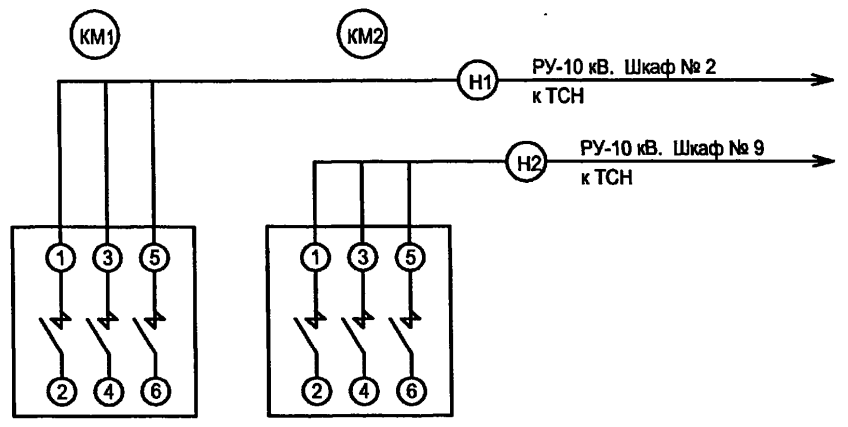 КМ1
КМ2
Н1
РУ-10 кВ. Шкаф № 2
к ТСН
Н2
РУ-10 кВ. Шкаф № 9
к ТСН
1 3 5
1 3 5
2 4 6
2 4 6